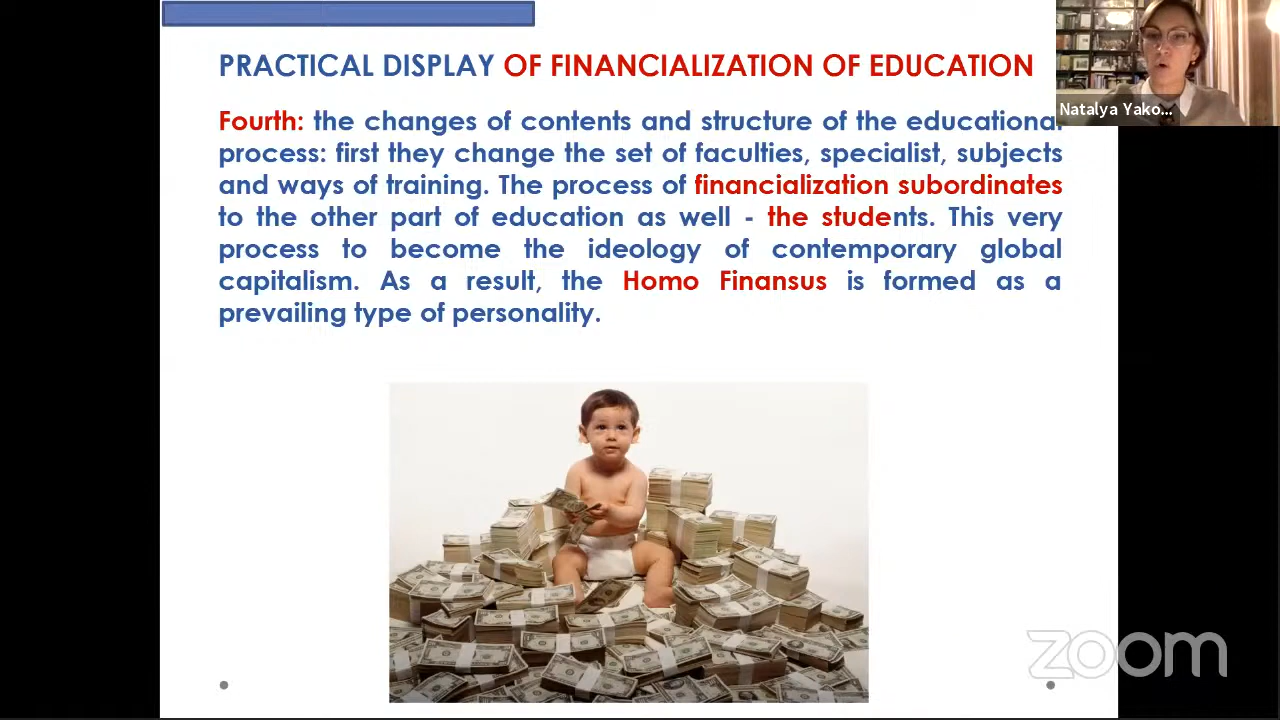 PRACTICAL DISPLAY OF FINANCIALIZATION OF EDUCATION
Fourth: the changes of contents and structure of the educational
process: first they change the set of faculties, specialist, subjects
and ways of training. The process of financialization subordinates
to the other part of education as well - the students. This very
process to become the ideology of contemporary global
capitalism. As a result, the Homo Finansus is formed as a
prevailing type of personality.
Natalya Yako...
zoom